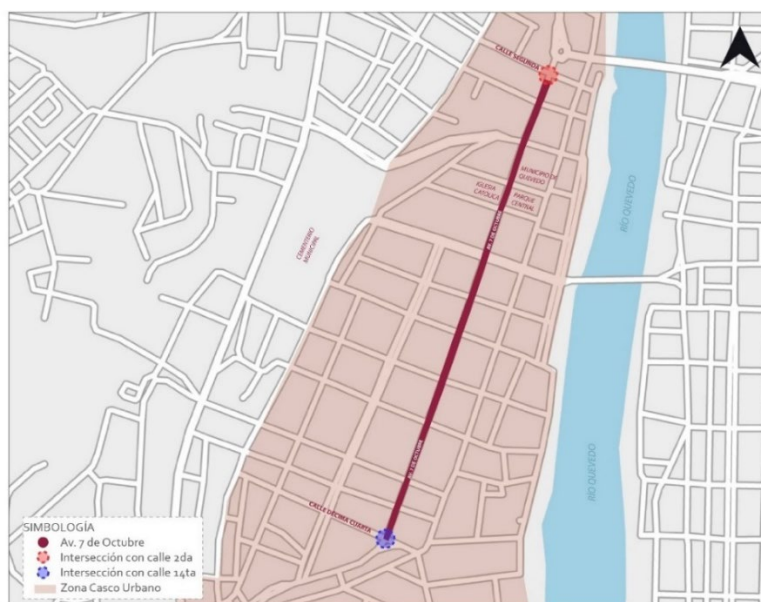 CALLE SEGUNDA
MUNICIPIO DE
QUEVEDO
IGLESIA
CATÓLICA
PARQUE
CENTRAL
AV. 7 DE OCTUBRE
CEMENTERIO
MUNICIPAL
RÍO QUEVEDO
AV. 7 DE OCTUBRE
RÍO QUEVEDO
CALLE DÉCIMA CUARTA
SIMBOLOGÍA
Av. 7 de Octubre
Intersección con calle 2da
Intersección con calle 14ta
Zona Casco Urbano